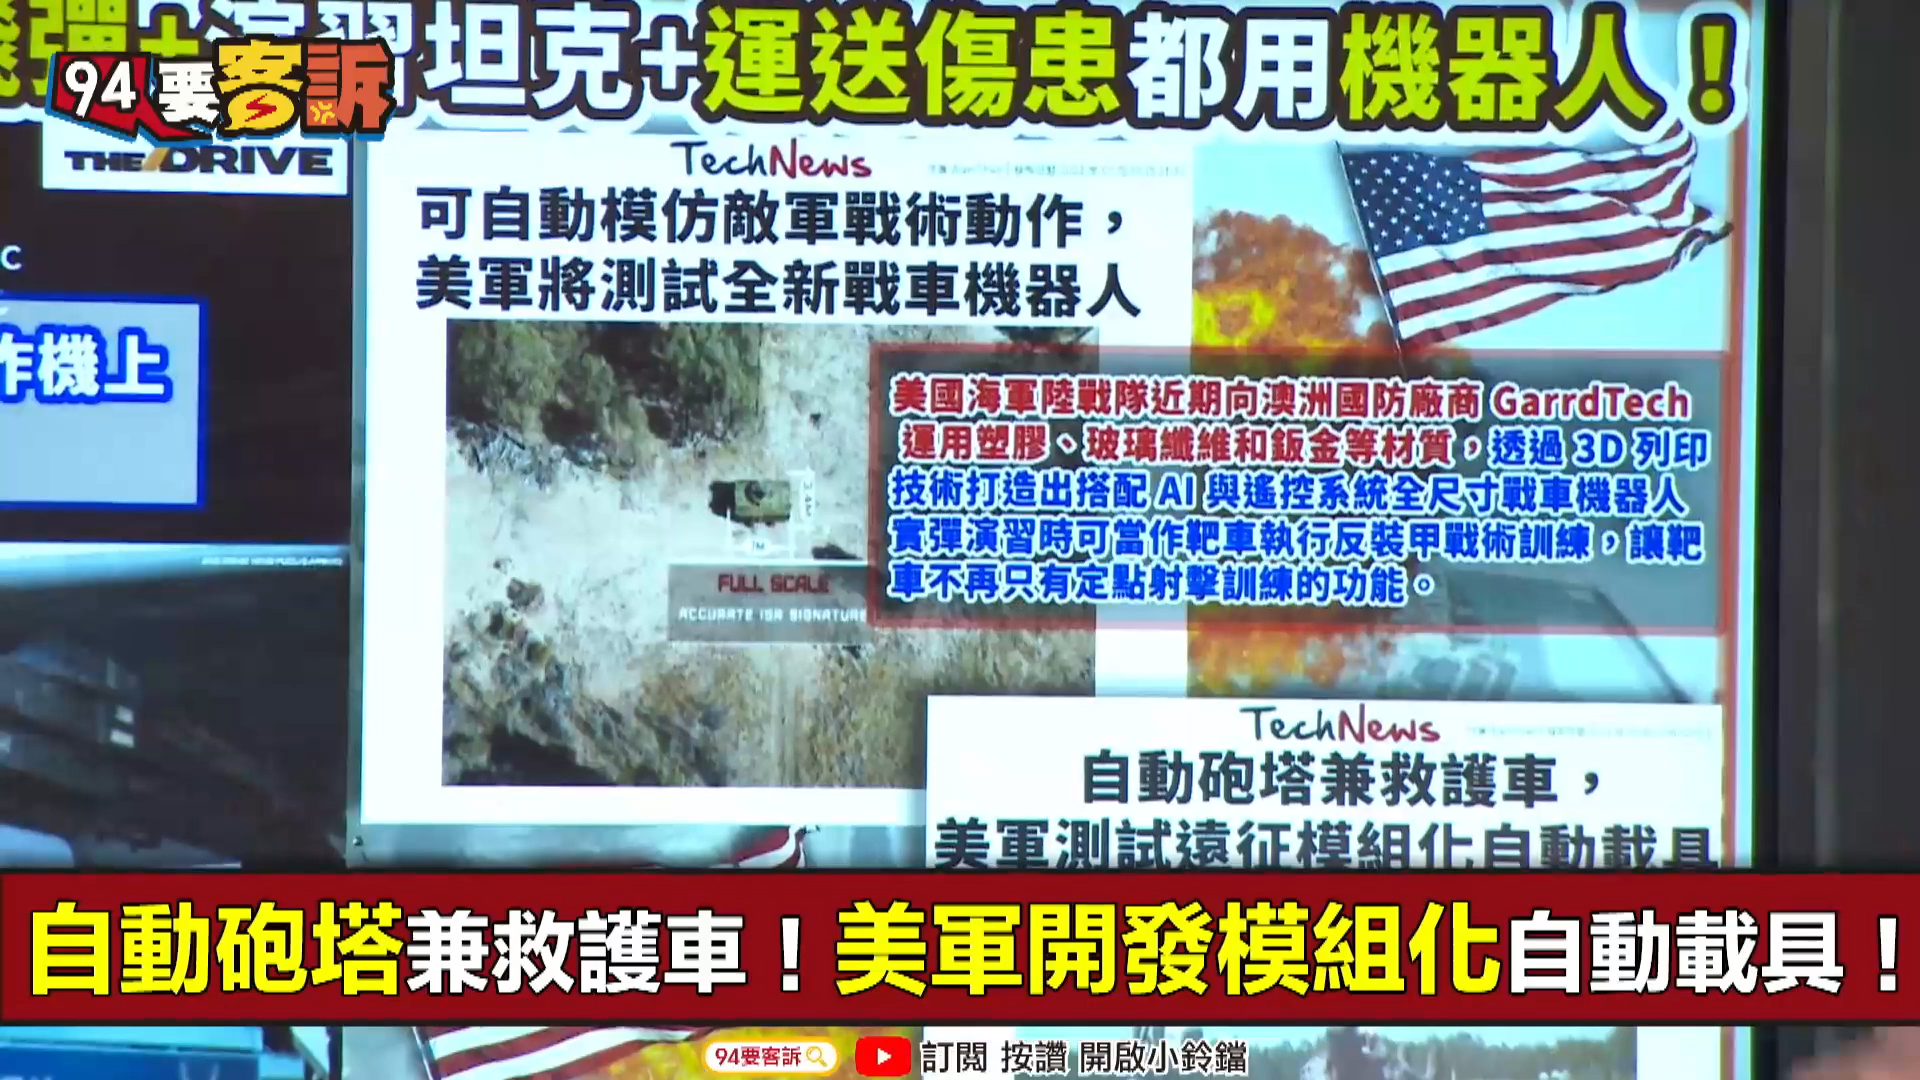 彈+演習坦克+運送傷患都用機器人！
94要客訴
THE DRIVE
TechNews
可自動模仿敵軍戰術動作，
美軍將測試全新戰車機器人
C
作機上
美國海軍陸戰隊近期向澳洲國防廠商 GarrdTech
運用塑膠、玻璃纖維和鈑金等材質，透過 3D 列印
技術打造出搭配 AI 與遙控系統全尺寸戰車機器人
實彈演習時可當作靶車執行反裝甲戰術訓練，讓靶
車不再只有定點射擊訓練的功能。
3.4M
7M
FULL SCALE
ACCURATE ISR SIGNATURE
TechNews
自動砲塔兼救護車，
美軍測試遠征模組化自動載具
自動砲塔兼救護車！美軍開發模組化自動載具！
94要客訴
訂閱 按讚 開啟小鈴鐺